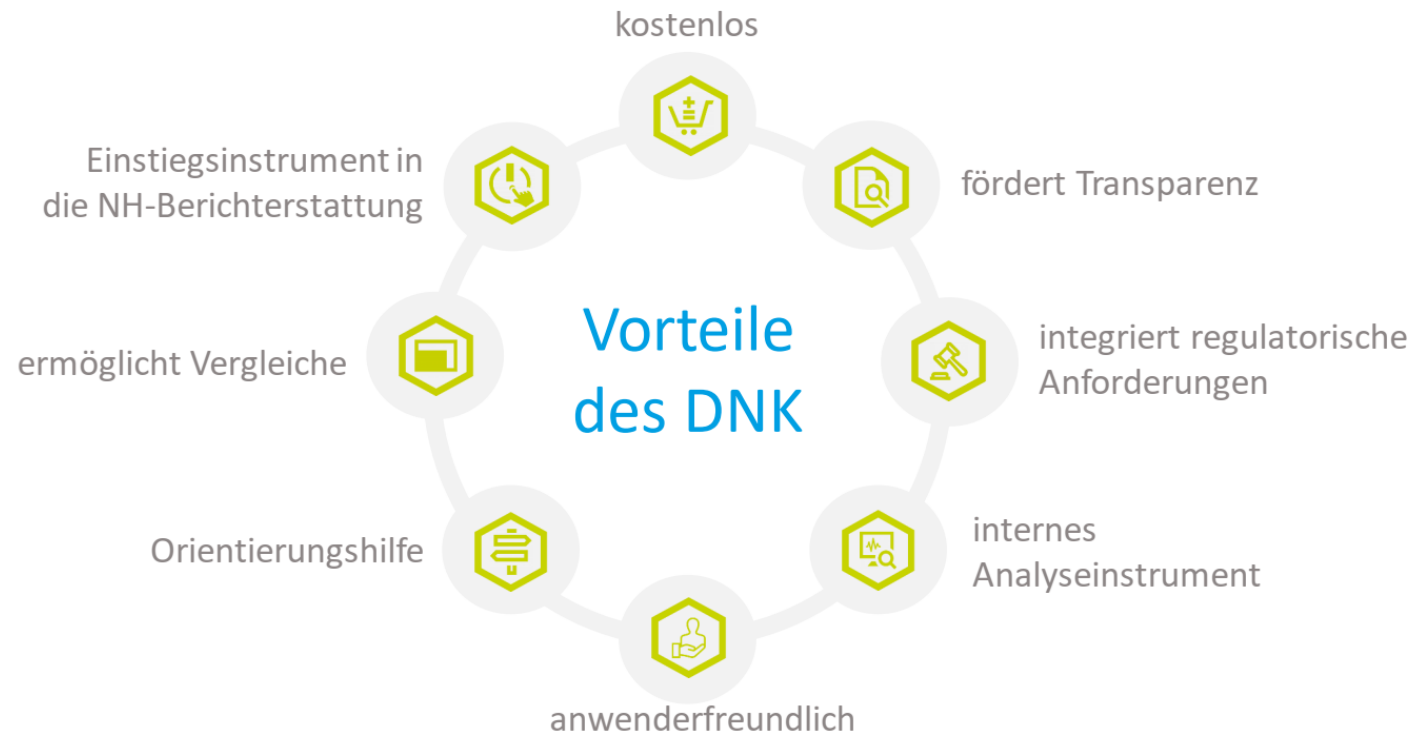 kostenlos
Einstiegsinstrument in
die NH-Berichterstattung
fördert Transparenz
ermöglicht Vergleiche
Vorteile
des DNK
integriert regulatorische
Anforderungen
Orientierungshilfe
internes
Analyseinstrument
anwenderfreundlich